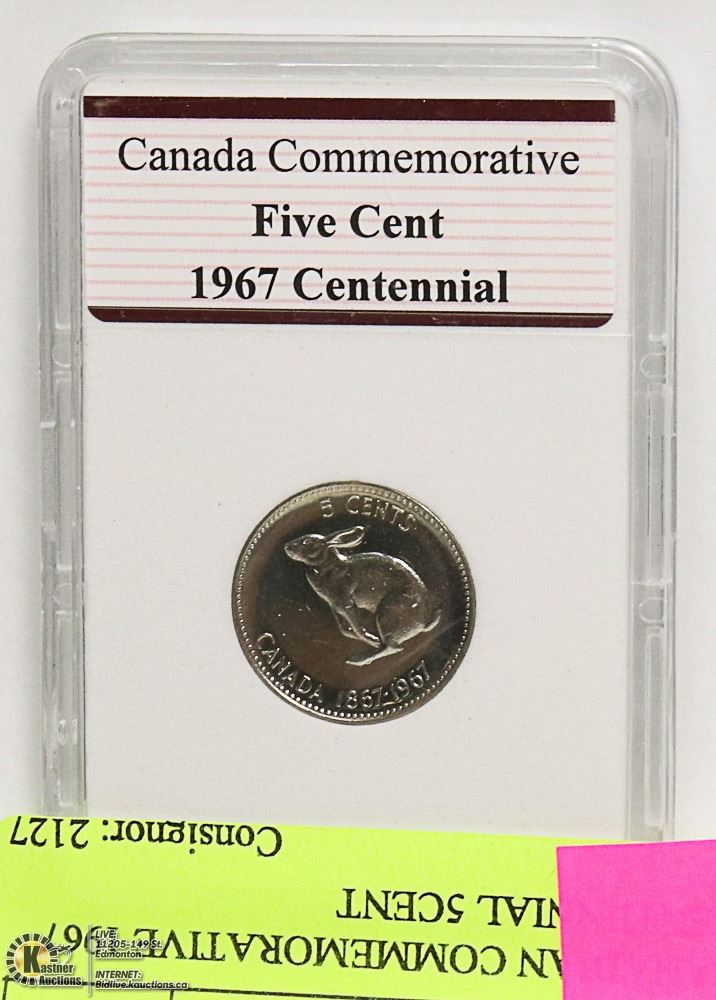 Canada Commemorative
Five Cent
1967 Centennial
5 CENTS
CANADA 1867-1967
Consignor: 2127
NIAL 5CENT
AN COMMEMORATIVE 1967
Kastner
Auctions
LIVE:
11205-149 St.
Edmonton
INTERNET:
Bidlive.kauctions.ca